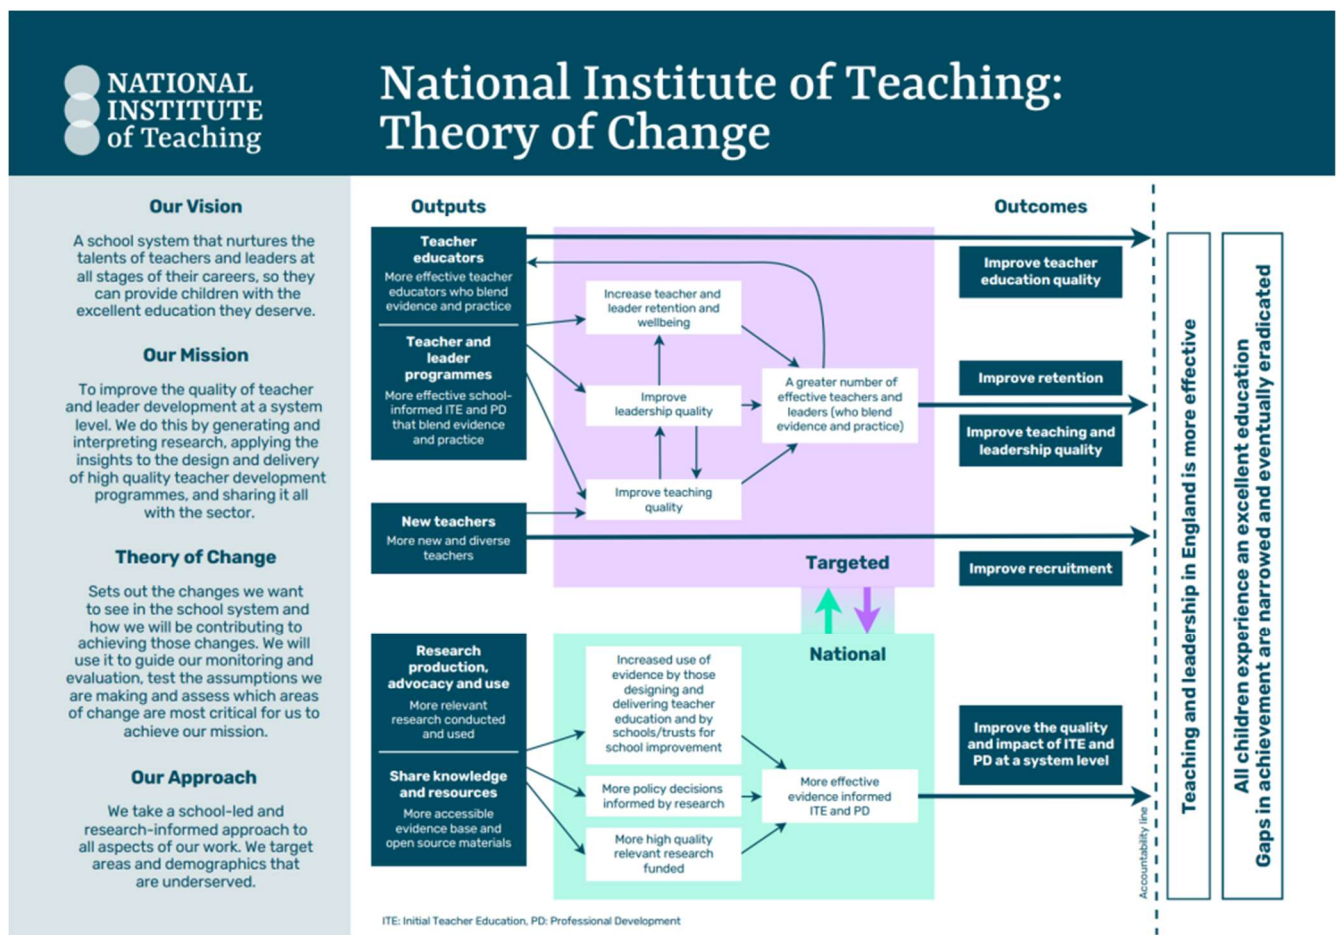 NATIONAL
INSTITUTE
of Teaching
National Institute of Teaching:
Theory of Change
Our Vision
A school system that nurtures the
talents of teachers and leaders at
all stages of their careers, so they
can provide children with the
excellent education they deserve.
Our Mission
To improve the quality of teacher
and leader development at a system
level. We do this by generating and
interpreting research, applying the
insights to the design and delivery
of high quality teacher development
programmes, and sharing it all
with the sector.
Theory of Change
Sets out the changes we want
to see in the school system and
how we will be contributing to
achieving those changes. We will
use it to guide our monitoring and
evaluation, test the assumptions we
are making and assess which areas
of change are most critical for us to
achieve our mission.
Our Approach
We take a school-led and
research-informed approach to
all aspects of our work. We target
areas and demographics that
are underserved.
Outputs
Teacher
educators
More effective teacher
educators who blend
evidence and practice
Teacher and
leader
programmes
More effective school-
informed ITE and PD
that blend evidence
and practice
New teachers
More new and diverse
teachers
Increase teacher and
leader retention and
wellbeing
Improve
leadership quality
Improve teaching
quality
A greater number of
effective teachers and
leaders (who blend
evidence and practice)
Targeted
Outcomes
Improve teacher
education quality
Improve retention
Improve teaching and
leadership quality
Improve recruitment
Research
production,
advocacy and use
More relevant
research conducted
and used
Share knowledge
and resources
More accessible
evidence base and
open source materials
National
Increased use of
evidence by those
designing and
delivering teacher
education and by
schools/trusts for
school improvement
More policy decisions
informed by research
More high quality
relevant research
funded
More effective
evidence informed
ITE and PD
Improve the quality
and impact of ITE and
PD at a system level
Accountability line
Teaching and leadership in England is more effective
All children experience an excellent education
Gaps in achievement are narrowed and eventually eradicated
ITE: Initial Teacher Education, PD: Professional Development